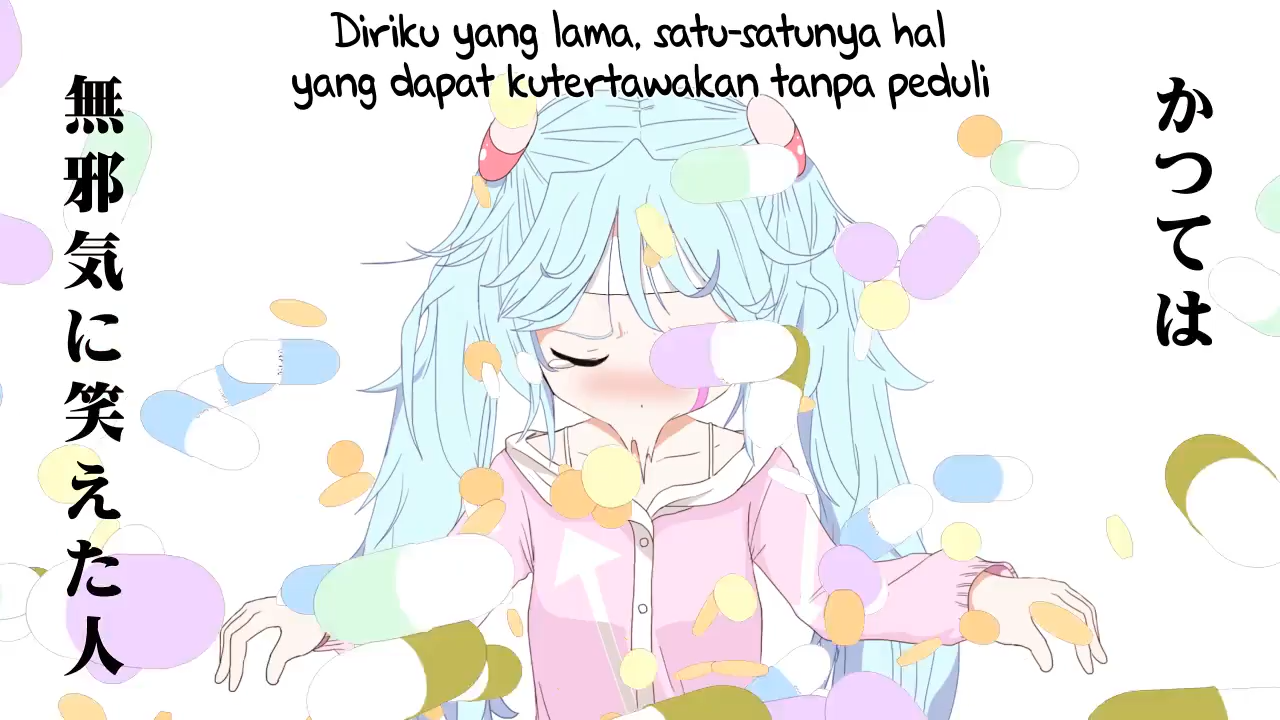 Diriku yang lama, satu-satunya hal
yang dapat kutertawakan tanpa peduli
かつては
無邪気に笑えた人